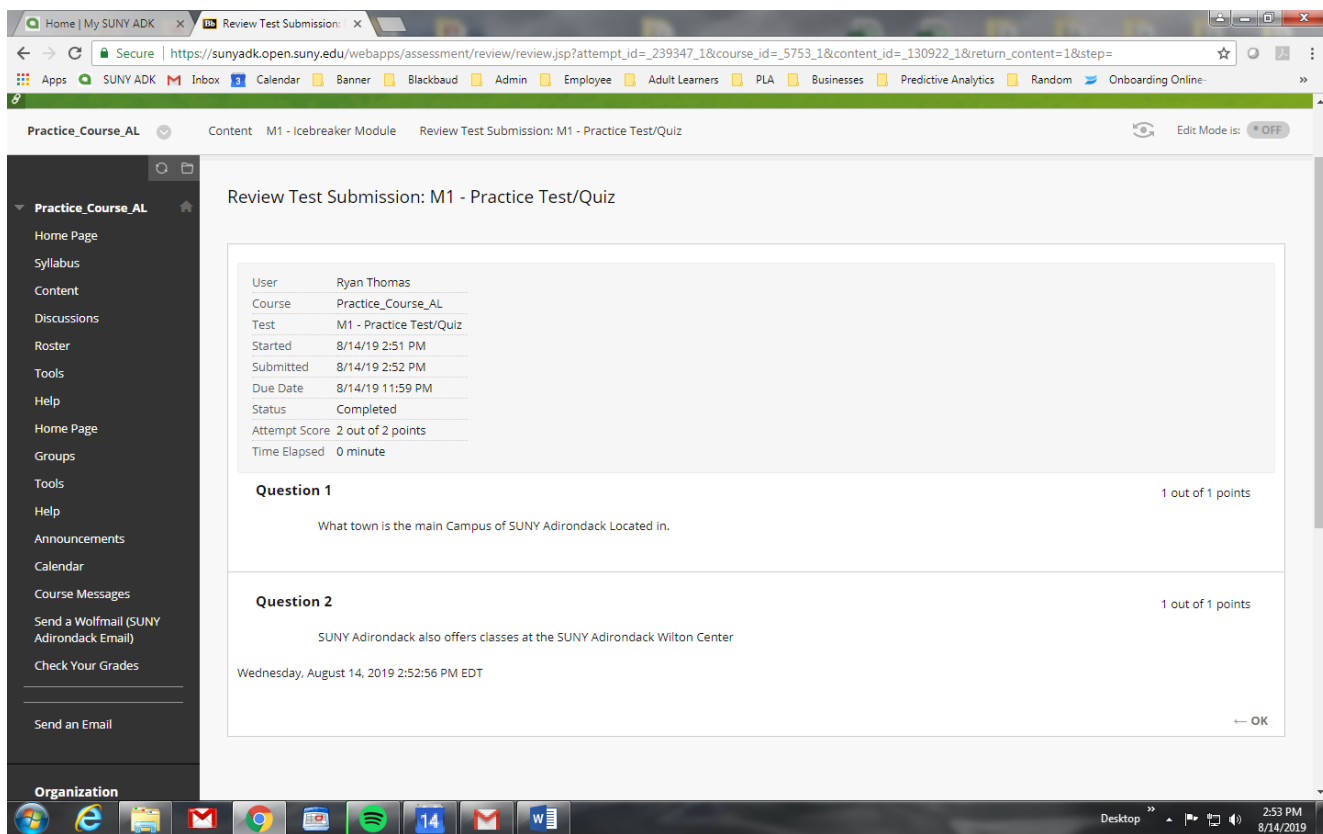 Home | My SUNY ADK
Review Test Submission:
Secure | https://sunyadk.open.suny.edu/webapps/assessment/review/review.jsp?attempt_id=_239347_1&course_id=_5753_1&content_id=_130922_1&return_content=1&step=
Apps SUNY ADK Inbox 3 Calendar Banner Blackbaud Admin Employee Adult Learners PLA Businesses Predictive Analytics Random Onboarding Online- »
Practice_Course_AL Content M1 - Icebreaker Module Review Test Submission: M1 - Practice Test/Quiz Edit Mode is: OFF
Practice_Course_AL
Home Page
Syllabus
Content
Discussions
Roster
Tools
Help
Home Page
Groups
Tools
Help
Announcements
Calendar
Course Messages
Send a Wolfmail (SUNY
Adirondack Email)
Check Your Grades
Send an Email
Organization
Review Test Submission: M1 - Practice Test/Quiz
User Ryan Thomas
Course Practice_Course_AL
Test M1 - Practice Test/Quiz
Started 8/14/19 2:51 PM
Submitted 8/14/19 2:52 PM
Due Date 8/14/19 11:59 PM
Status Completed
Attempt Score 2 out of 2 points
Time Elapsed 0 minute
Question 1 1 out of 1 points
What town is the main Campus of SUNY Adirondack Located in.
Question 2 1 out of 1 points
SUNY Adirondack also offers classes at the SUNY Adirondack Wilton Center
Wednesday, August 14, 2019 2:52:56 PM EDT
← OK
14
Desktop » 2:53 PM
8/14/2019